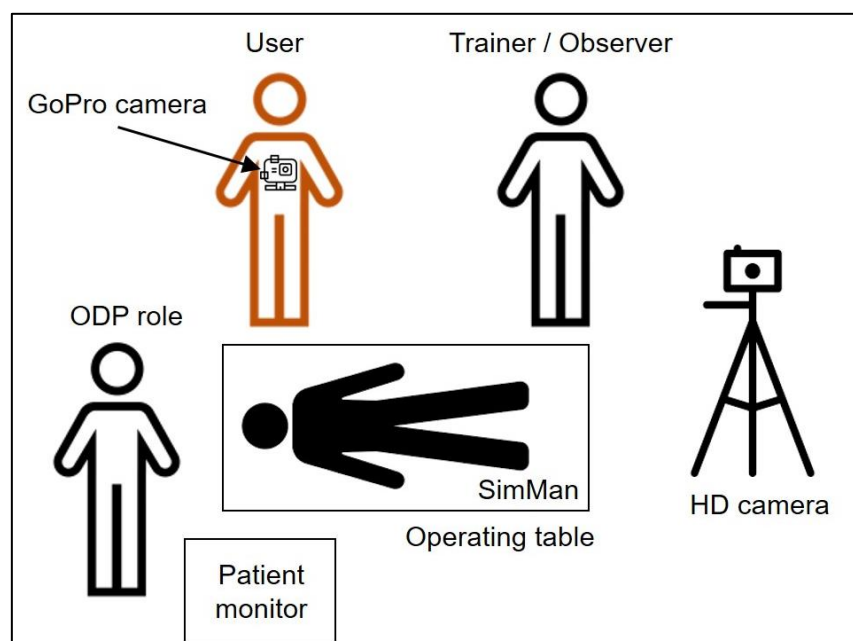 User
Trainer / Observer
GoPro camera
ODP role
SimMan
HD camera
Operating table
Patient
monitor